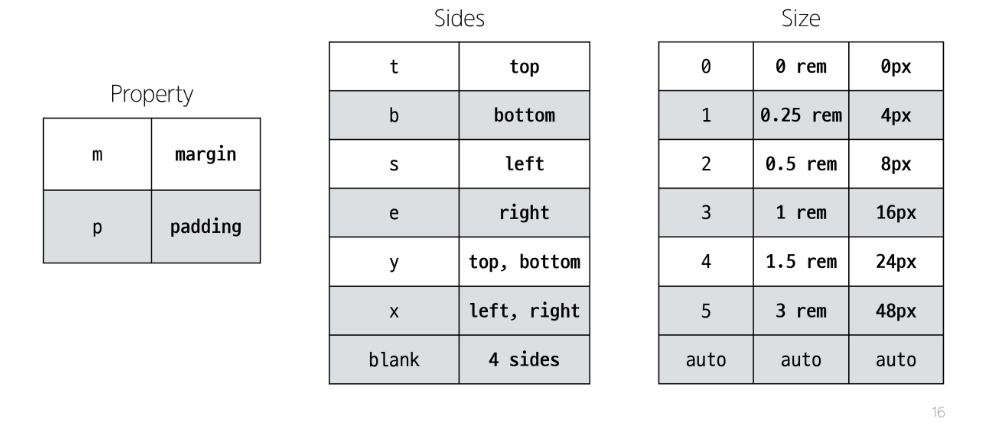 Property
m margin
p padding
Sides
t top
b bottom
s left
e right
y top, bottom
x left, right
blank 4 sides
Size
0 0 rem 0px
1 0.25 rem 4px
2 0.5 rem 8px
3 1 rem 16px
4 1.5 rem 24px
5 3 rem 48px
auto auto auto
16